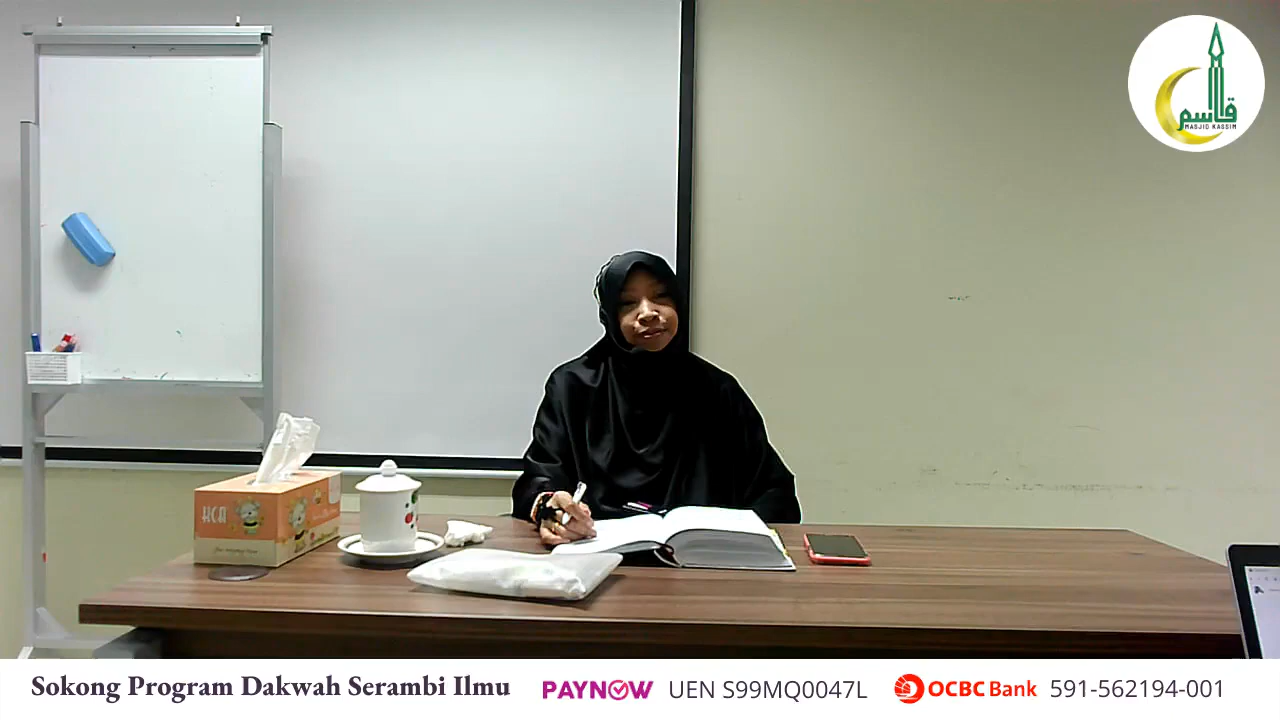 قاسم
MASJID KASSIM
Sokong Program Dakwah Serambi Ilmu
PAYNOW
UEN S99MQ0047L
OCBC Bank
591-562194-001